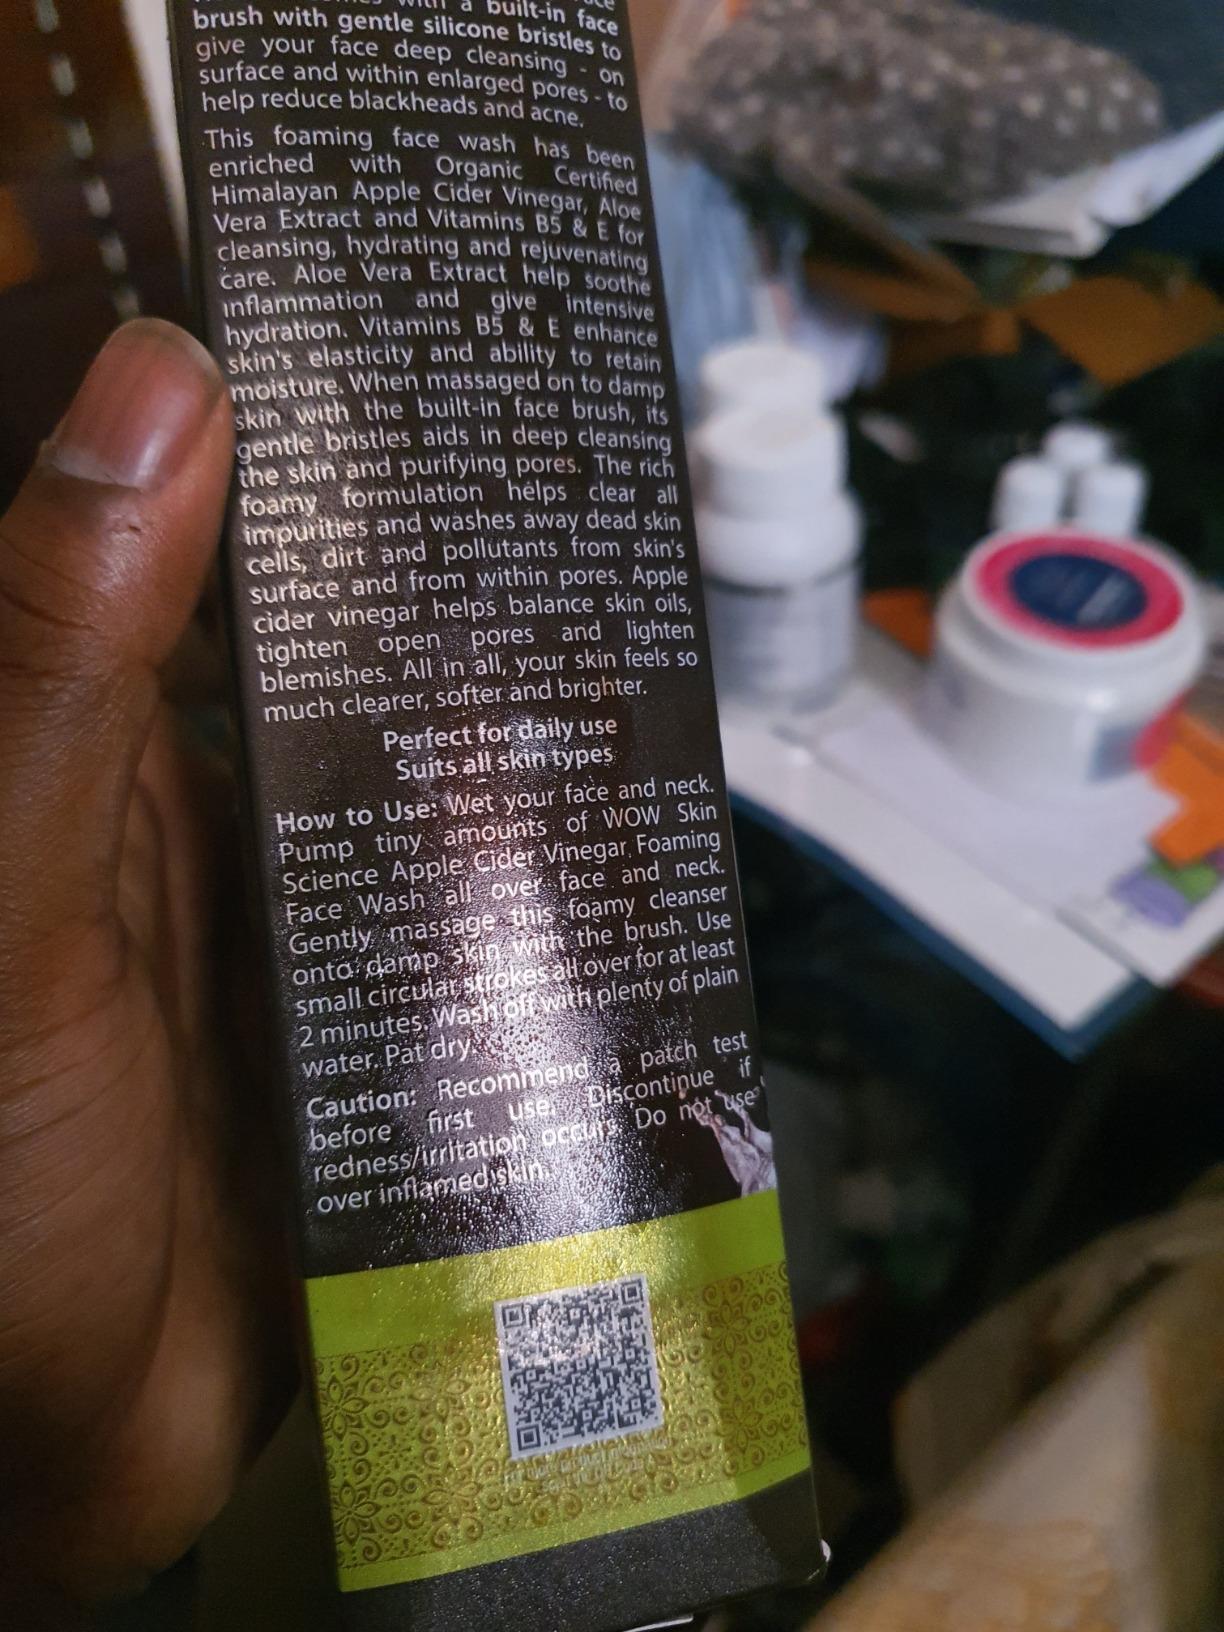 with a built-in face
brush with gentle silicone bristles to
give your face deep cleansing - on
surface and within enlarged pores - to
help reduce blackheads and acne.
This foaming face wash has been
enriched with Organic Certified
Himalayan Apple Cider Vinegar, Aloe
Vera Extract and Vitamins B5 & E for
cleansing, hydrating and rejuvenating
care. Aloe Vera Extract help soothe
inflammation and give intensive
hydration. Vitamins B5 & E enhance
skin's elasticity and ability to retain
moisture. When massaged on to damp
skin with the built-in face brush, its
gentle bristles aids in deep cleansing
the skin and purifying pores. The rich
foamy formulation helps clear all
impurities and washes away dead skin
cells, dirt and pollutants from skin's
surface and from within pores. Apple
cider vinegar helps balance skin oils,
tighten open pores and lighten
blemishes. All in all, your skin feels so
much clearer, softer and brighter.
Perfect for daily use
Suits all skin types
How to Use: Wet your face and neck.
Pump tiny amounts of WOW Skin
Science Apple Cider Vinegar Foaming
Face Wash all over face and neck.
Gently massage this foamy cleanser
onto damp skin with the brush. Use
small circular strokes all over for at least
2 minutes. Wash off with plenty of plain
water. Pat dry.
Caution: Recommend a patch test
before first use. Discontinue if
redness/irritation occurs. Do not use
over inflamed skin.